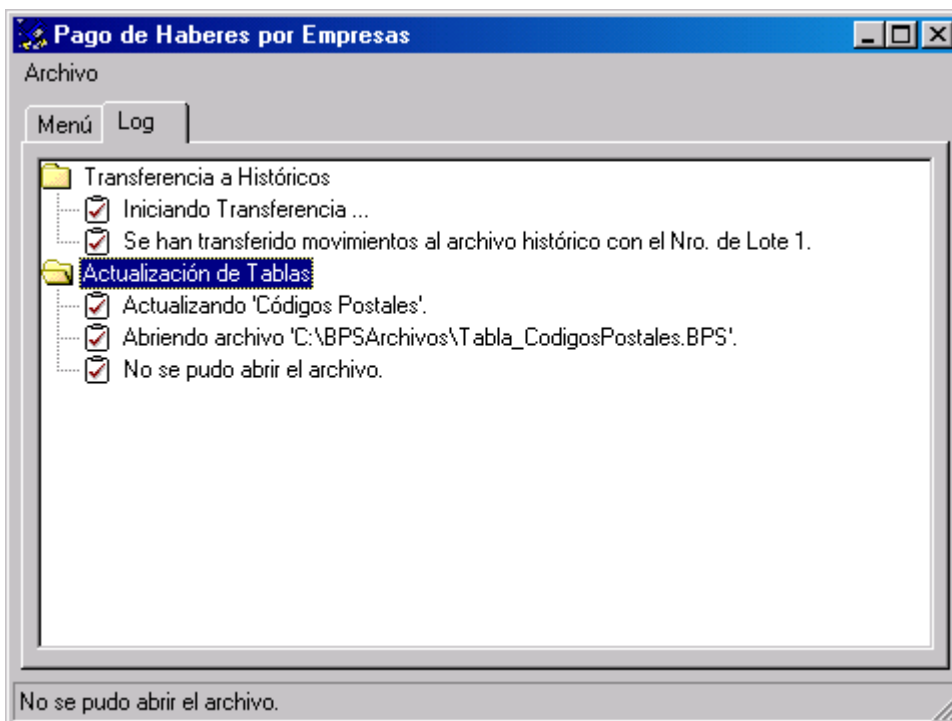 Pago de Haberes por Empresas
Archivo
Menú Log
Transferencia a Históricos
Iniciando Transferencia ...
Se han transferido movimientos al archivo histórico con el Nro. de Lote 1.
Actualización de Tablas
Actualizando 'Códigos Postales'.
Abriendo archivo 'C:\BPSArchivos\Tabla_CodigosPostales.BPS'.
No se pudo abrir el archivo.
No se pudo abrir el archivo.